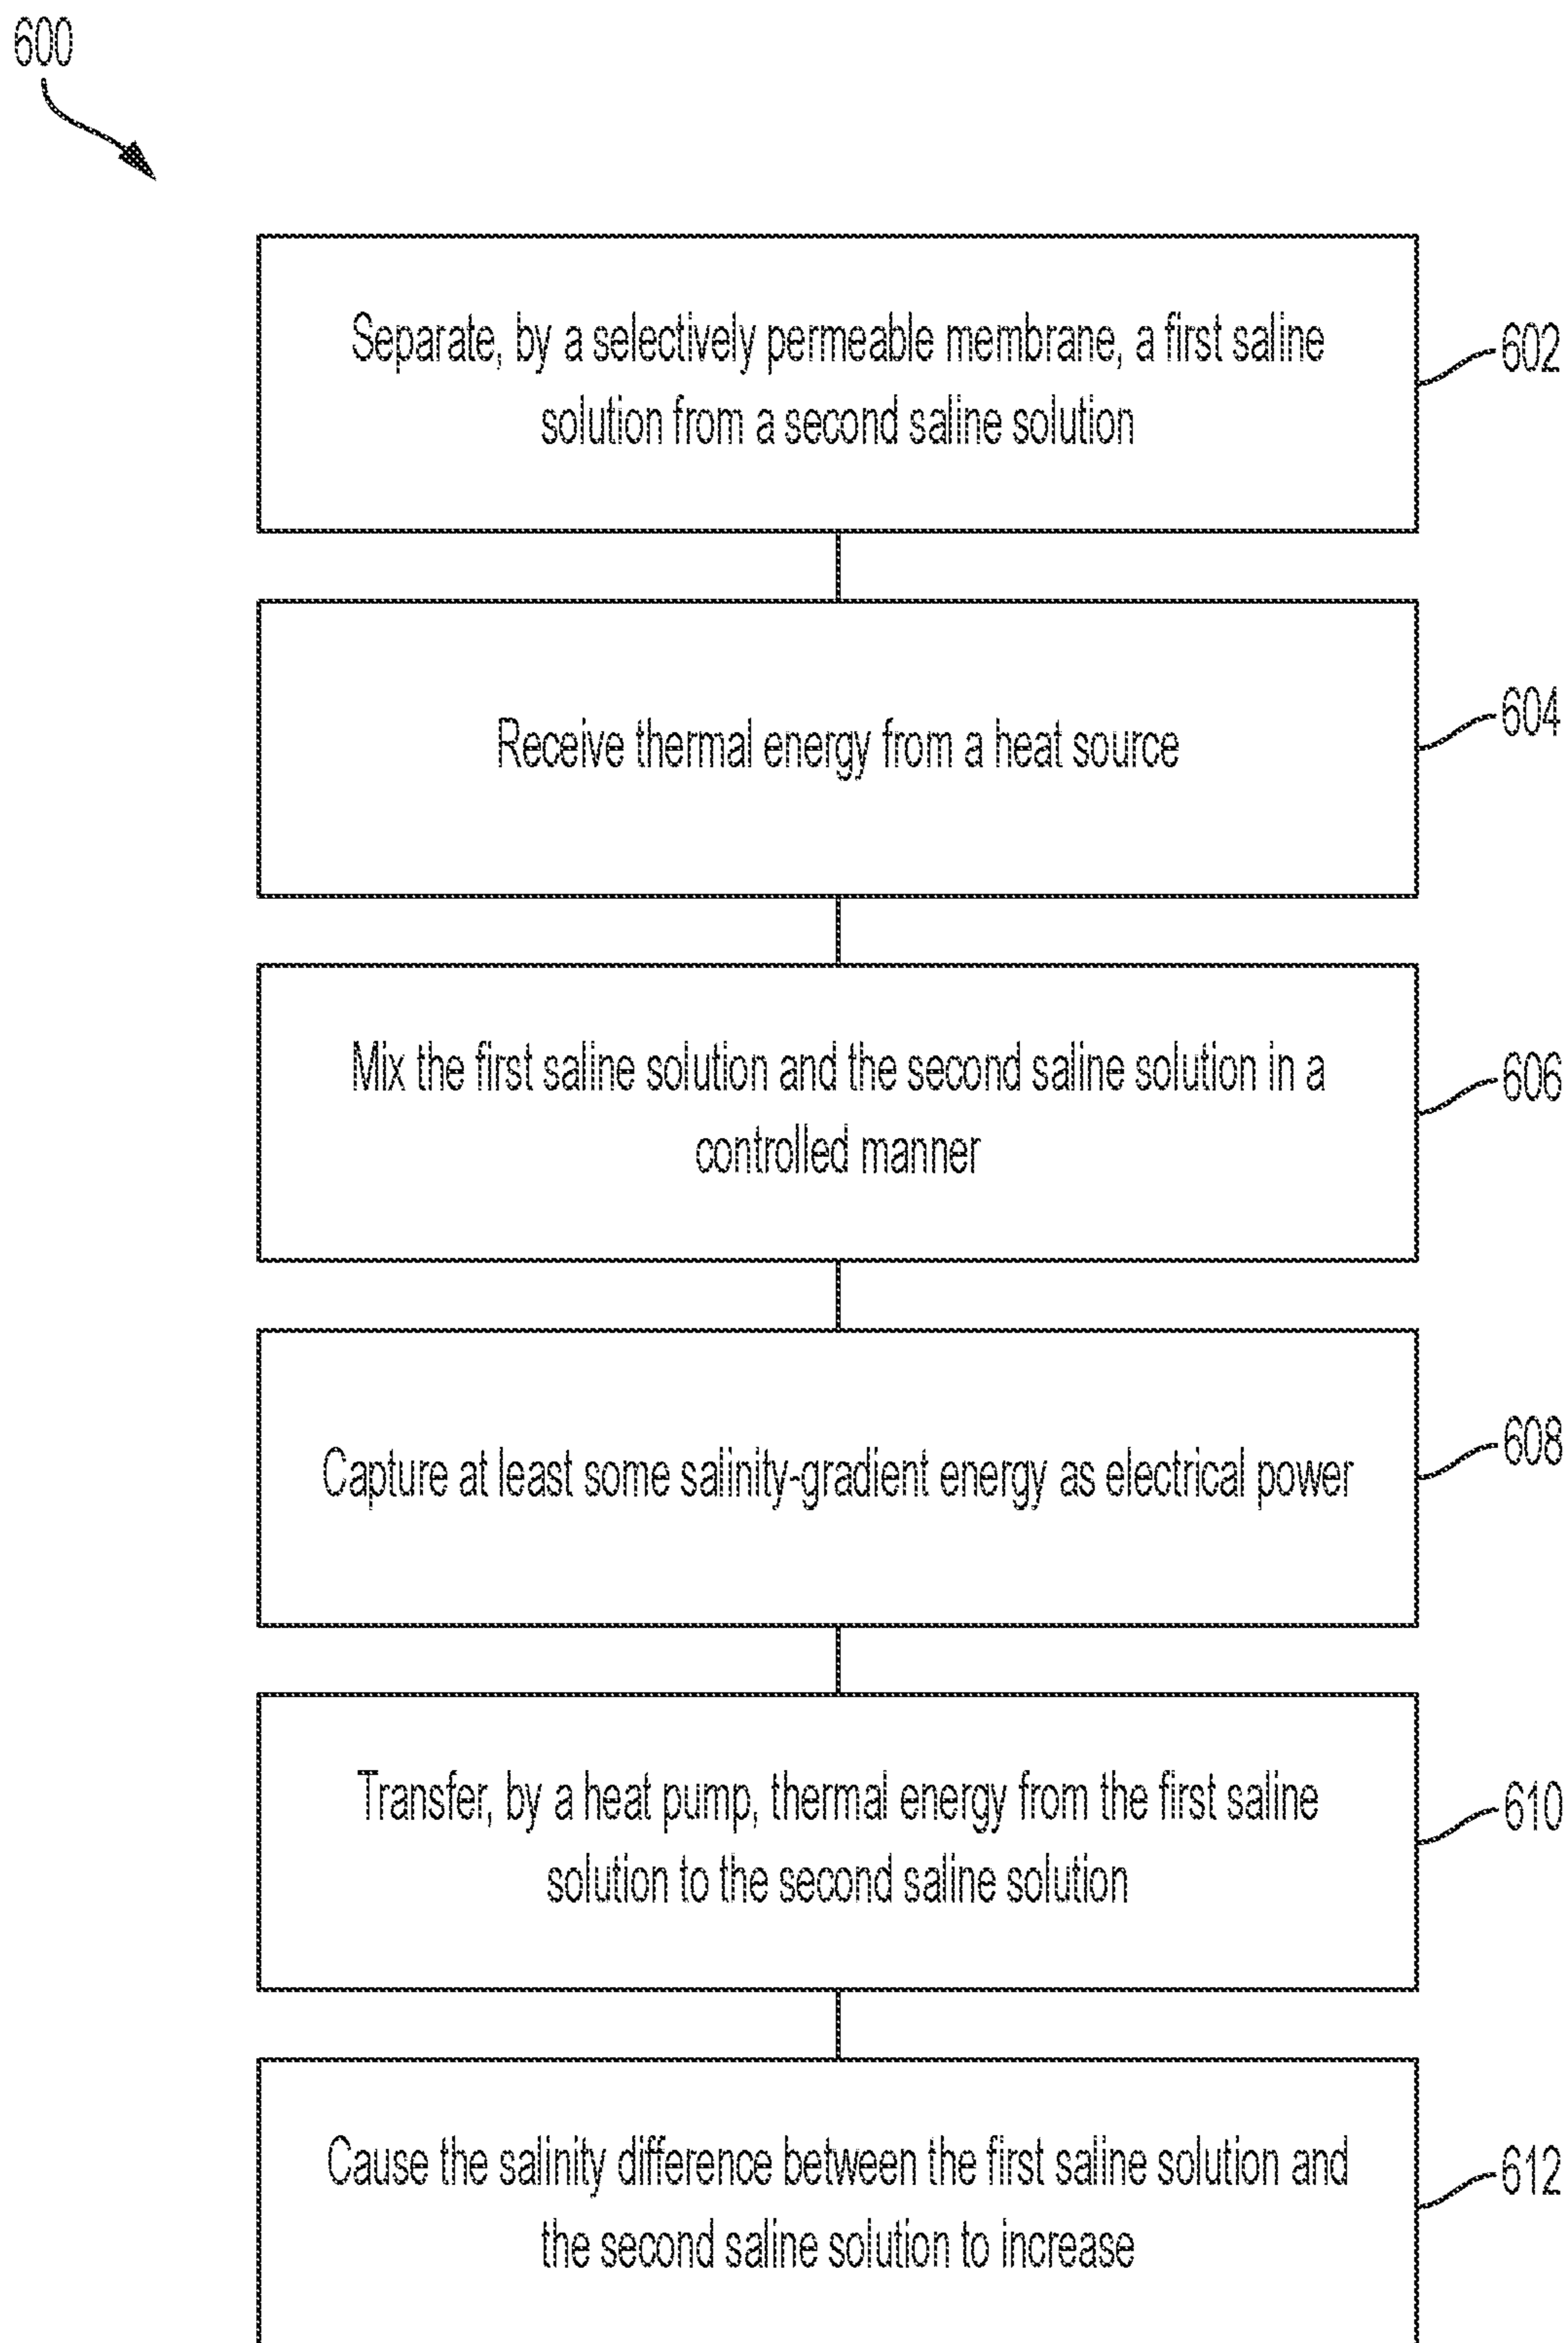 600
Separate, by a selectively permeable membrane, a first saline
solution from a second saline solution
602
Receive thermal energy from a heat source
604
Mix the first saline solution and the second saline solution in a
controlled manner
606
Capture at least some salinity-gradient energy as electrical power
608
Transfer, by a heat pump, thermal energy from the first saline
solution to the second saline solution
610
Cause the salinity difference between the first saline solution and
the second saline solution to increase
612